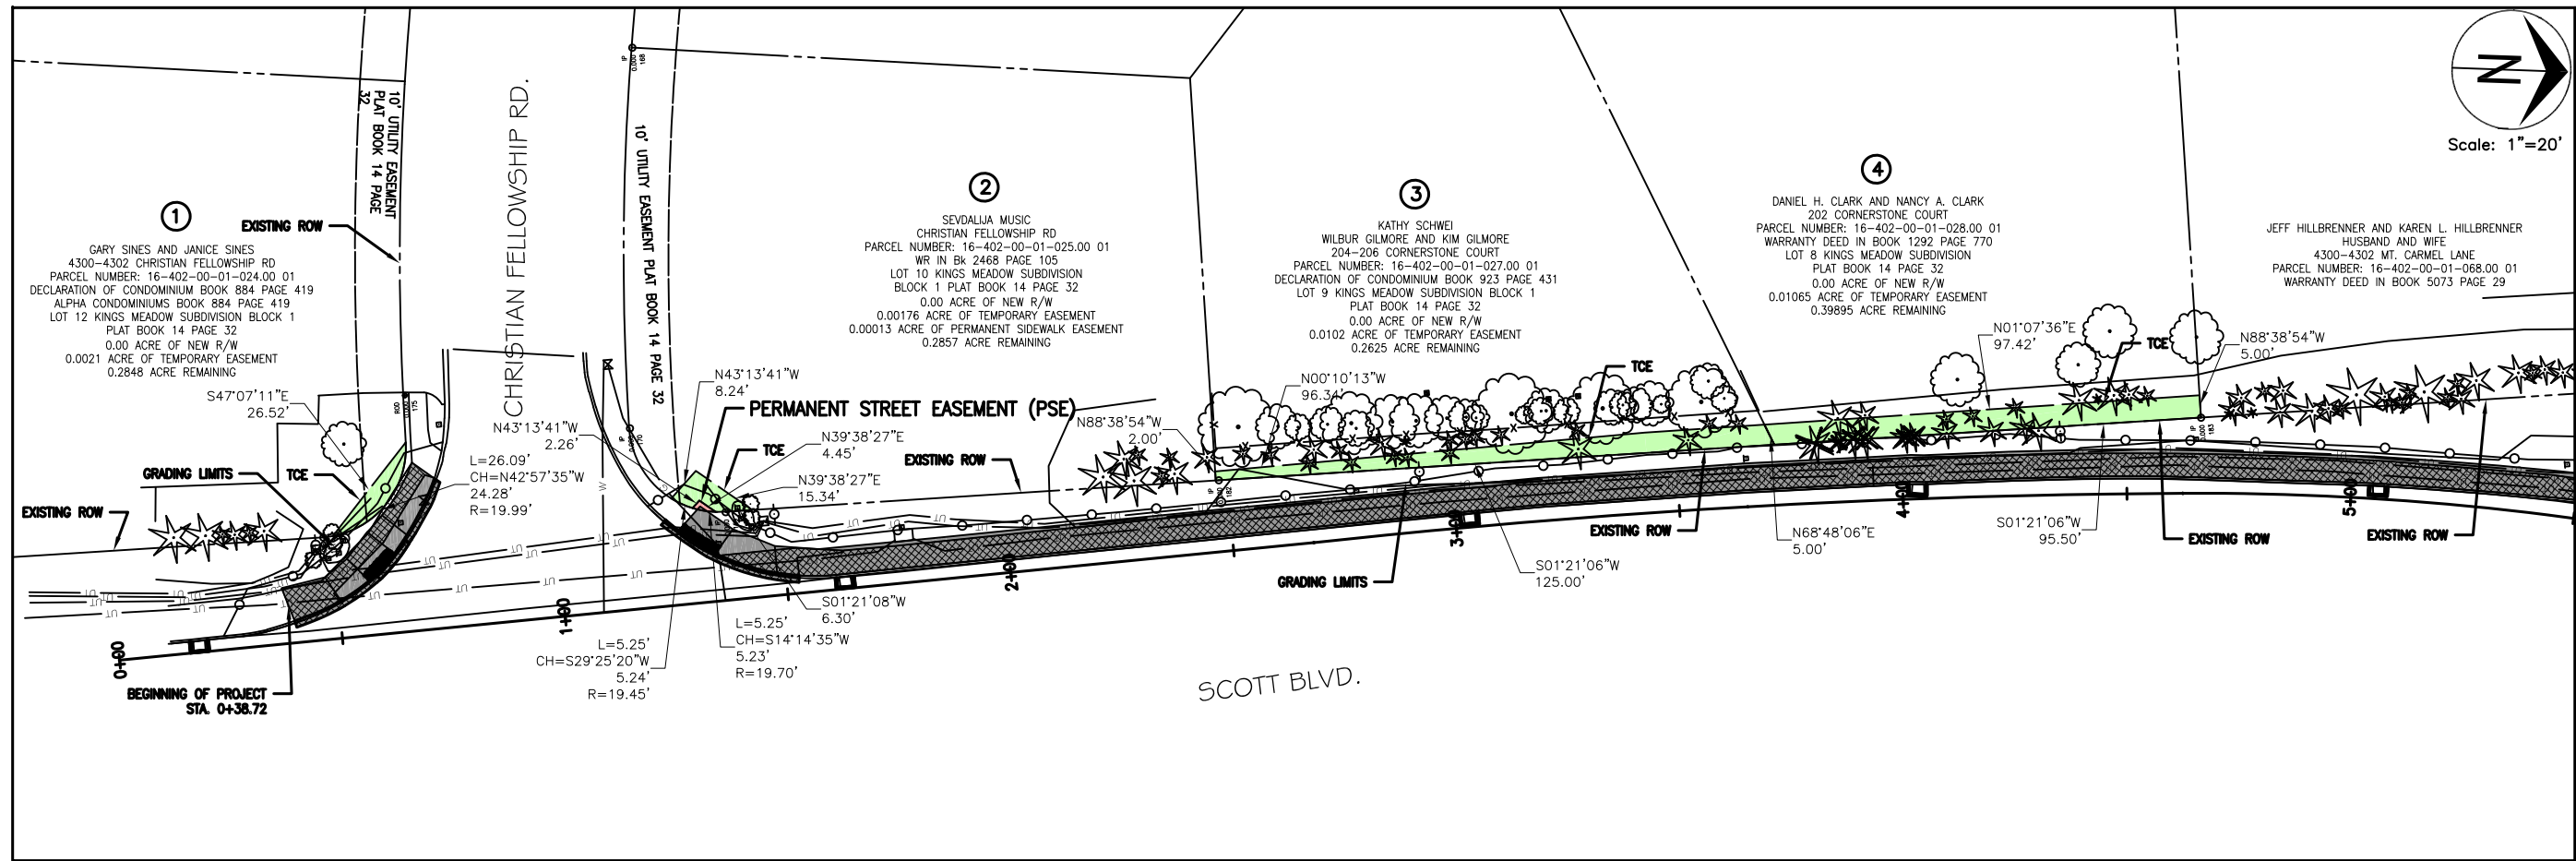 Scale: 1"=20'
N
10' UTILITY EASEMENT
PLAT BOOK 14 PAGE
32
CHRISTIAN FELLOWSHIP RD.
10' UTILITY EASEMENT PLAT BOOK 14 PAGE 32
1
EXISTING ROW
GARY SINES AND JANICE SINES
4300-4302 CHRISTIAN FELLOWSHIP RD
PARCEL NUMBER: 16-402-00-01-024.00 01
DECLARATION OF CONDOMINIUM BOOK 884 PAGE 419
ALPHA CONDOMINIUMS BOOK 884 PAGE 419
LOT 12 KINGS MEADOW SUBDIVISION BLOCK 1
PLAT BOOK 14 PAGE 32
0.00 ACRE OF NEW R/W
0.0021 ACRE OF TEMPORARY EASEMENT
0.2848 ACRE REMAINING
S47°07'11"E
26.52'
GRADING LIMITS
TCE
EXISTING ROW
L=26.09'
CH=N42°57'35"W
24.28'
R=19.99'
BEGINNING OF PROJECT
STA. 0+38.72
0+00
1+00
2+00
3+00
4+00
5+00
2
SEVDALIJA MUSIC
CHRISTIAN FELLOWSHIP RD
PARCEL NUMBER: 16-402-00-01-025.00 01
WR IN Bk 2468 PAGE 105
LOT 10 KINGS MEADOW SUBDIVISION
BLOCK 1 PLAT BOOK 14 PAGE 32
0.00 ACRE OF NEW R/W
0.00176 ACRE OF TEMPORARY EASEMENT
0.00013 ACRE OF PERMANENT SIDEWALK EASEMENT
0.2857 ACRE REMAINING
N43°13'41"W
8.24'
PERMANENT STREET EASEMENT (PSE)
N43°13'41"W
2.26'
TCE
N39°38'27"E
4.45'
N39°38'27"E
15.34'
EXISTING ROW
S01°21'08"W
6.30'
L=5.25'
CH=S14°14'35"W
5.23'
R=19.70'
L=5.25'
CH=S29°25'20"W
5.24'
R=19.45'
3
KATHY SCHWEI
WILBUR GILMORE AND KIM GILMORE
204-206 CORNERSTONE COURT
PARCEL NUMBER: 16-402-00-01-027.00 01
DECLARATION OF CONDOMINIUM BOOK 923 PAGE 431
LOT 9 KINGS MEADOW SUBDIVISION BLOCK 1
PLAT BOOK 14 PAGE 32
0.00 ACRE OF NEW R/W
0.0102 ACRE OF TEMPORARY EASEMENT
0.2625 ACRE REMAINING
TCE
N00°10'13"W
96.34'
N88°38'54"W
2.00'
GRADING LIMITS
S01°21'06"W
125.00'
EXISTING ROW
N68°48'06"E
5.00'
4
DANIEL H. CLARK AND NANCY A. CLARK
202 CORNERSTONE COURT
PARCEL NUMBER: 16-402-00-01-028.00 01
WARRANTY DEED IN BOOK 1292 PAGE 770
LOT 8 KINGS MEADOW SUBDIVISION
PLAT BOOK 14 PAGE 32
0.00 ACRE OF NEW R/W
0.01065 ACRE OF TEMPORARY EASEMENT
0.39895 ACRE REMAINING
N01°07'36"E
97.42'
TCE
N88°38'54"W
5.00'
S01°21'06"W
95.50'
EXISTING ROW
EXISTING ROW
JEFF HILLBRENNER AND KAREN L. HILLBRENNER
HUSBAND AND WIFE
4300-4302 MT. CARMEL LANE
PARCEL NUMBER: 16-402-00-01-068.00 01
WARRANTY DEED IN BOOK 5073 PAGE 29
SCOTT BLVD.